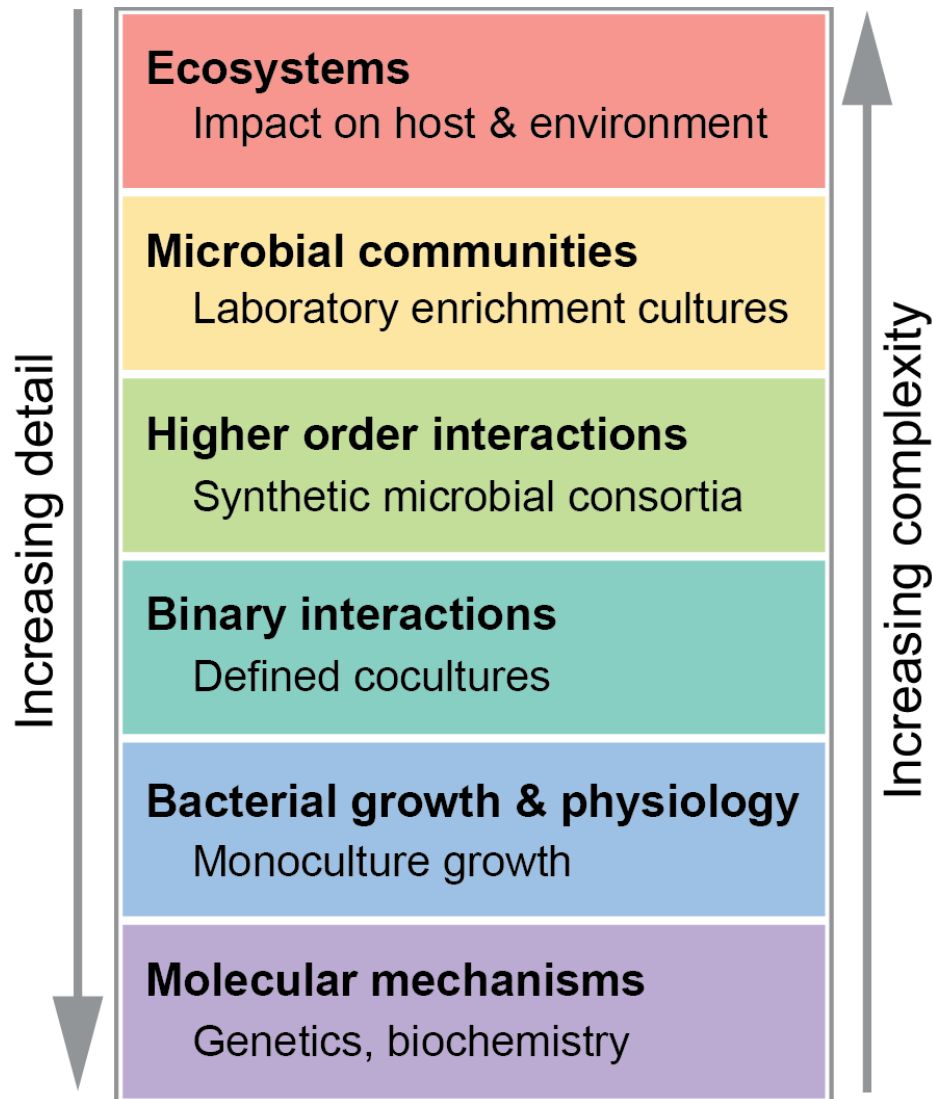 Increasing detail
Ecosystems
Impact on host & environment
Microbial communities
Laboratory enrichment cultures
Higher order interactions
Synthetic microbial consortia
Binary interactions
Defined cocultures
Bacterial growth & physiology
Monoculture growth
Molecular mechanisms
Genetics, biochemistry
Increasing complexity